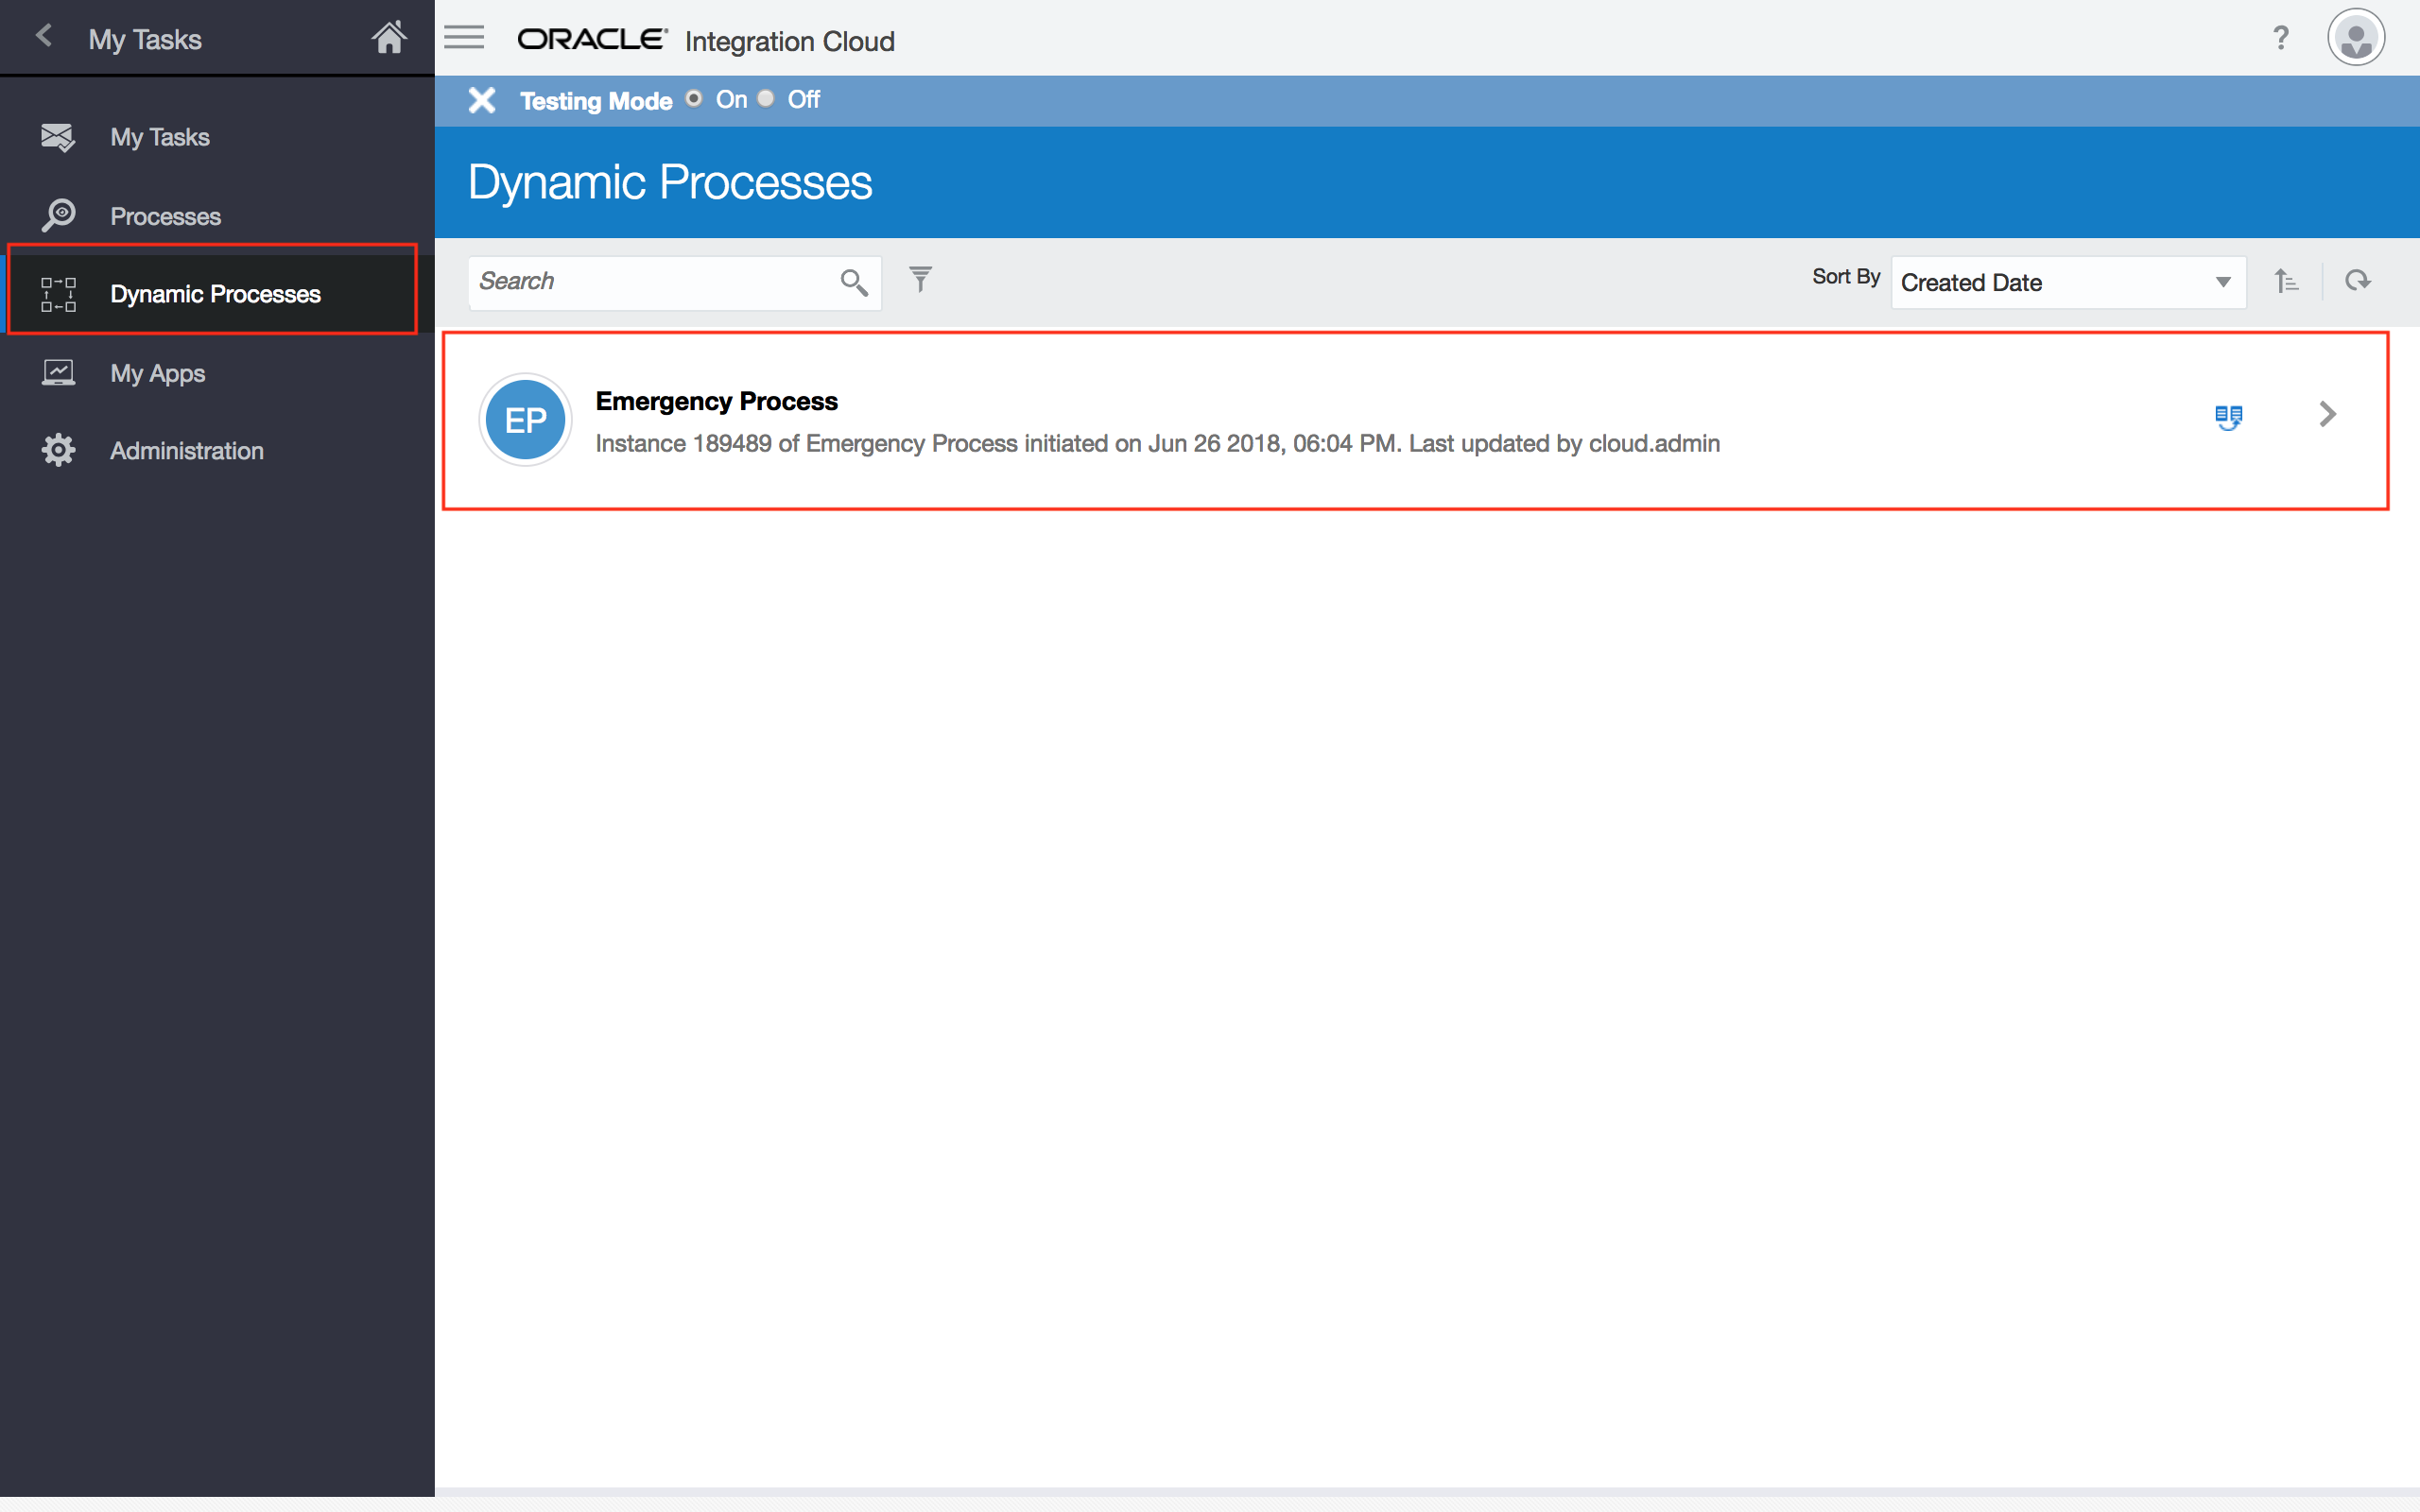 My Tasks
ORACLE® Integration Cloud
?
Testing Mode On Off
My Tasks
Processes
Dynamic Processes
My Apps
Administration
Dynamic Processes
Search
Sort By Created Date
EP
Emergency Process
Instance 189489 of Emergency Process initiated on Jun 26 2018, 06:04 PM. Last updated by cloud.admin